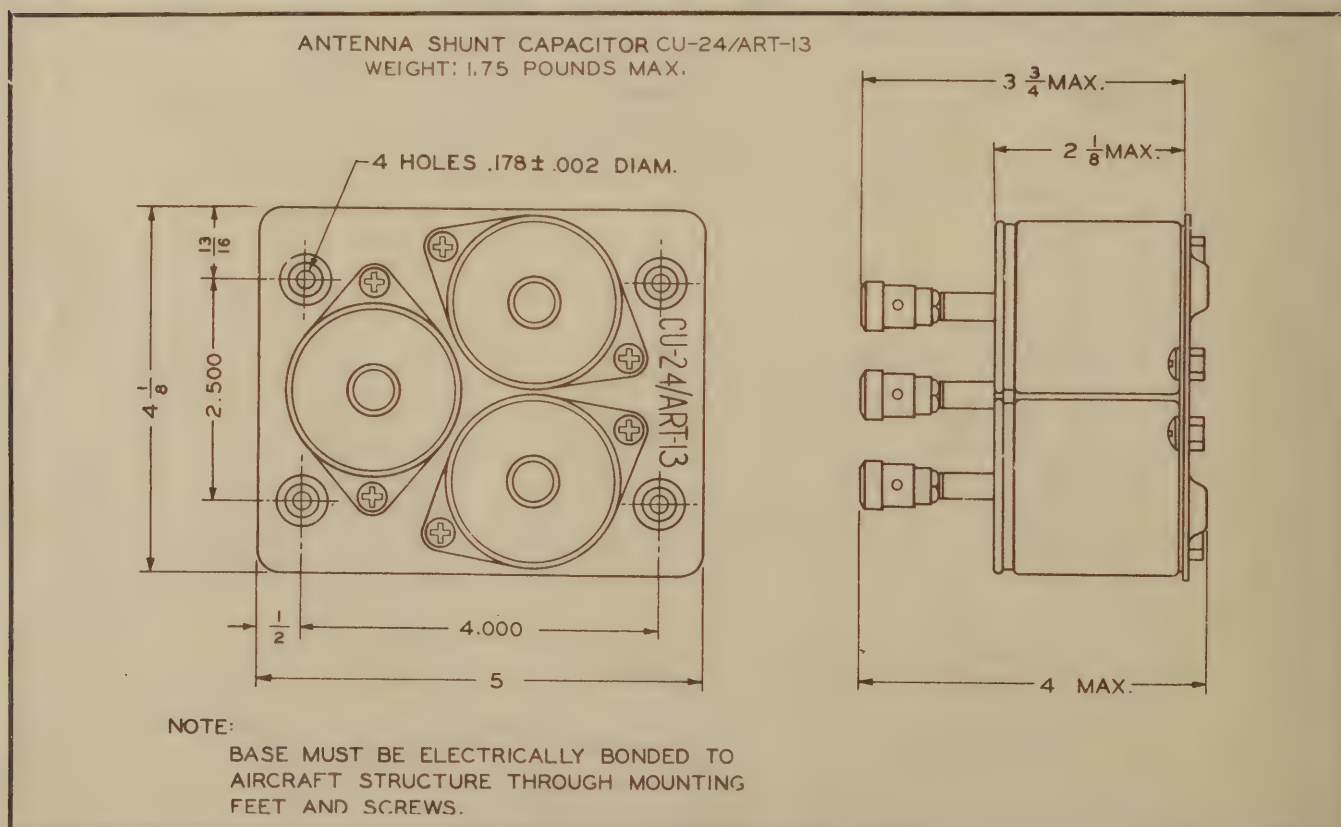 ANTENNA SHUNT CAPACITOR CU-24/ART-13
WEIGHT: 1.75 POUNDS MAX.
3 3/4 MAX.
2 1/8 MAX.
4 HOLES .178± .002 DIAM.
13/16
2.500
4 1/8
CU-24/ART-13
1/2
4.000
5
4 MAX.
NOTE:
BASE MUST BE ELECTRICALLY BONDED TO
AIRCRAFT STRUCTURE THROUGH MOUNTING
FEET AND SCREWS.